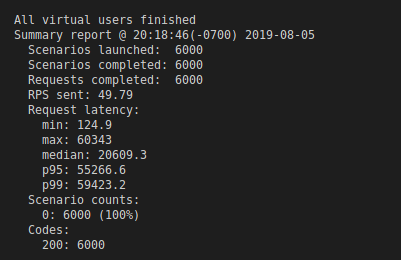 All virtual users finished
Summary report @ 20:18:46(-0700) 2019-08-05
Scenarios launched:  6000
Scenarios completed: 6000
Requests completed:  6000
RPS sent: 49.79
Request latency:
min: 124.9
max: 60343
median: 20609.3
p95: 55266.6
p99: 59423.2
Scenario counts:
0: 6000 (100%)
Codes:
200: 6000